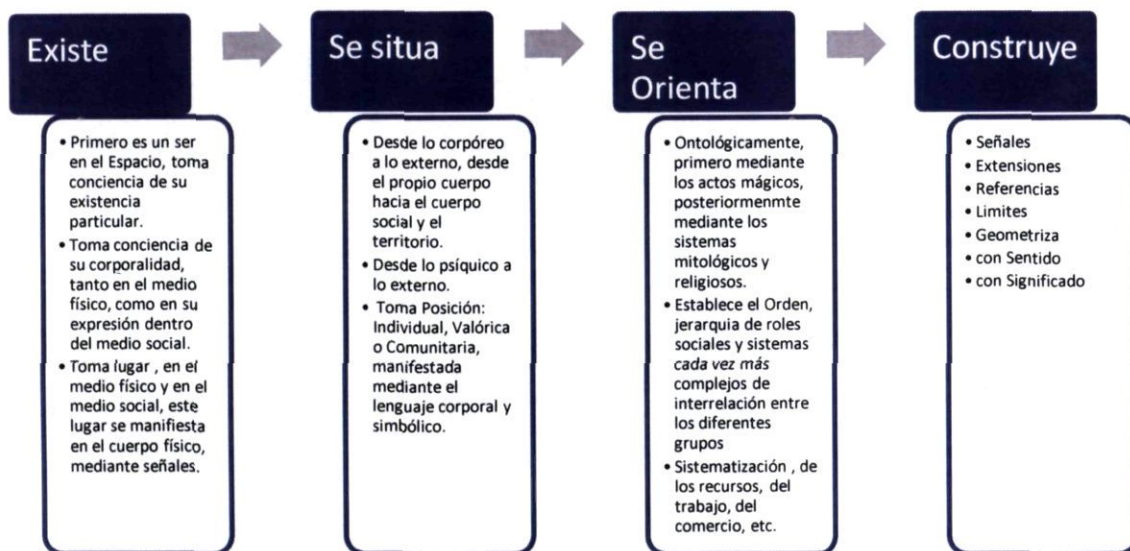 Existe
• Primero es un ser
en el Espacio, toma
conciencia de su
existencia
particular.
• Toma conciencia de
su corporalidad,
tanto en el medio
físico, como en su
expresión dentro
del medio social.
• Toma lugar , en el
medio físico y en el
medio social, este
lugar se manifiesta
en el cuerpo físico,
mediante señales.
Se situa
• Desde lo corpóreo
a lo externo, desde
el propio cuerpo
hacia el cuerpo
social y el
territorio.
• Desde lo psíquico a
lo externo.
• Toma Posición:
Individual, Valórica
o Comunitaria,
manifestada
mediante el
lenguaje corporal y
simbólico.
Se
Orienta
• Ontológicamente,
primero mediante
los actos mágicos,
posteriormenmte
mediante los
sistemas
mitológicos y
religiosos.
• Establece el Orden,
jerarquia de roles
sociales y sistemas
cada vez más
complejos de
interrelación entre
los diferentes
grupos
• Sistematización , de
los recursos, del
trabajo, del
comercio, etc.
Construye
• Señales
• Extensiones
• Referencias
• Limites
• Geometriza
• con Sentido
• con Significado